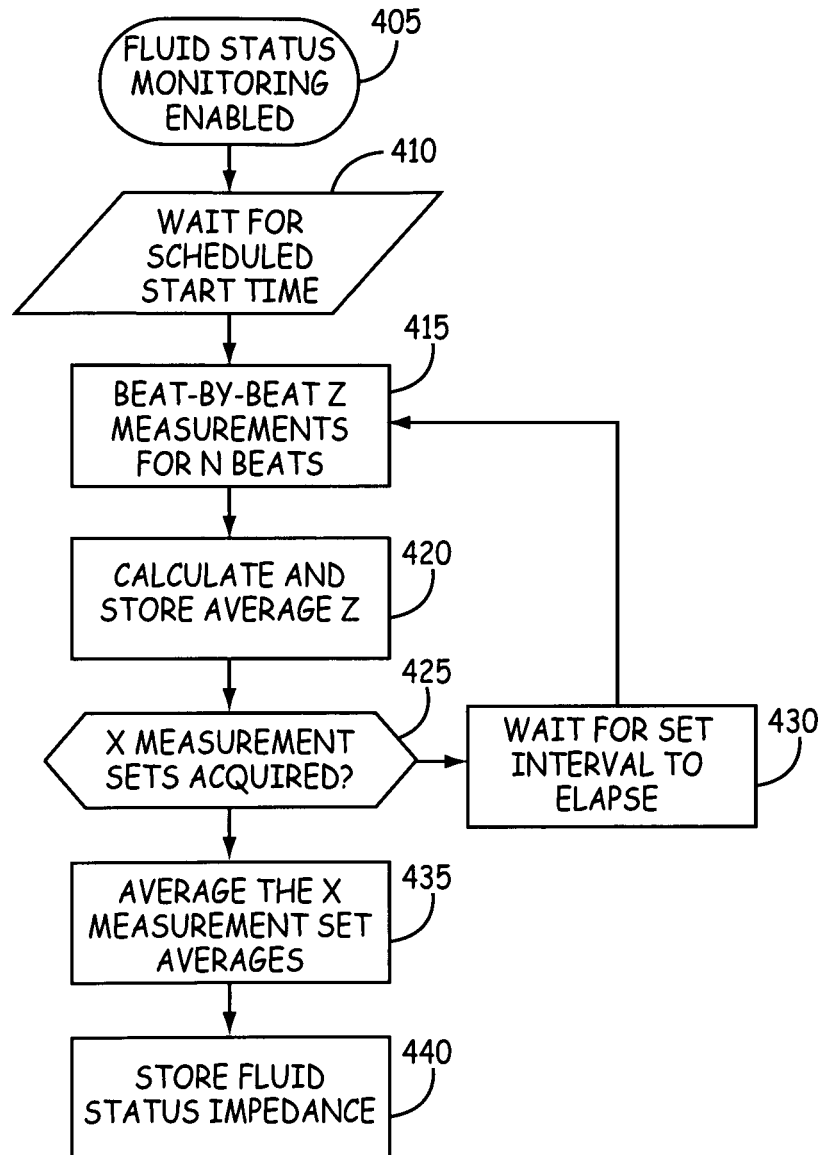 FLUID STATUS
MONITORING
ENABLED
405
410
WAIT FOR
SCHEDULED
START TIME
415
BEAT-BY-BEAT Z
MEASUREMENTS
FOR N BEATS
420
CALCULATE AND
STORE AVERAGE Z
425
X MEASUREMENT
SETS ACQUIRED?
WAIT FOR SET
INTERVAL TO
ELAPSE
430
435
AVERAGE THE X
MEASUREMENT SET
AVERAGES
440
STORE FLUID
STATUS IMPEDANCE